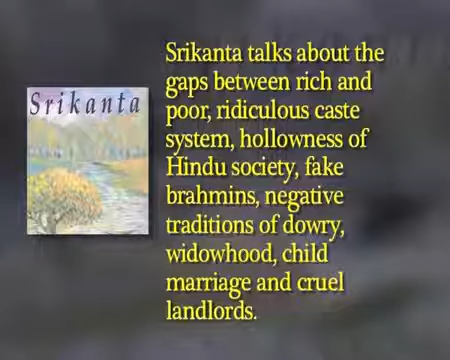 Srikanta
Srikanta talks about the
gaps between rich and
poor, ridiculous caste
system, hollowness of
Hindu society, fake
brahmins, negative
traditions of dowry,
widowhood, child
marriage and cruel
landlords.